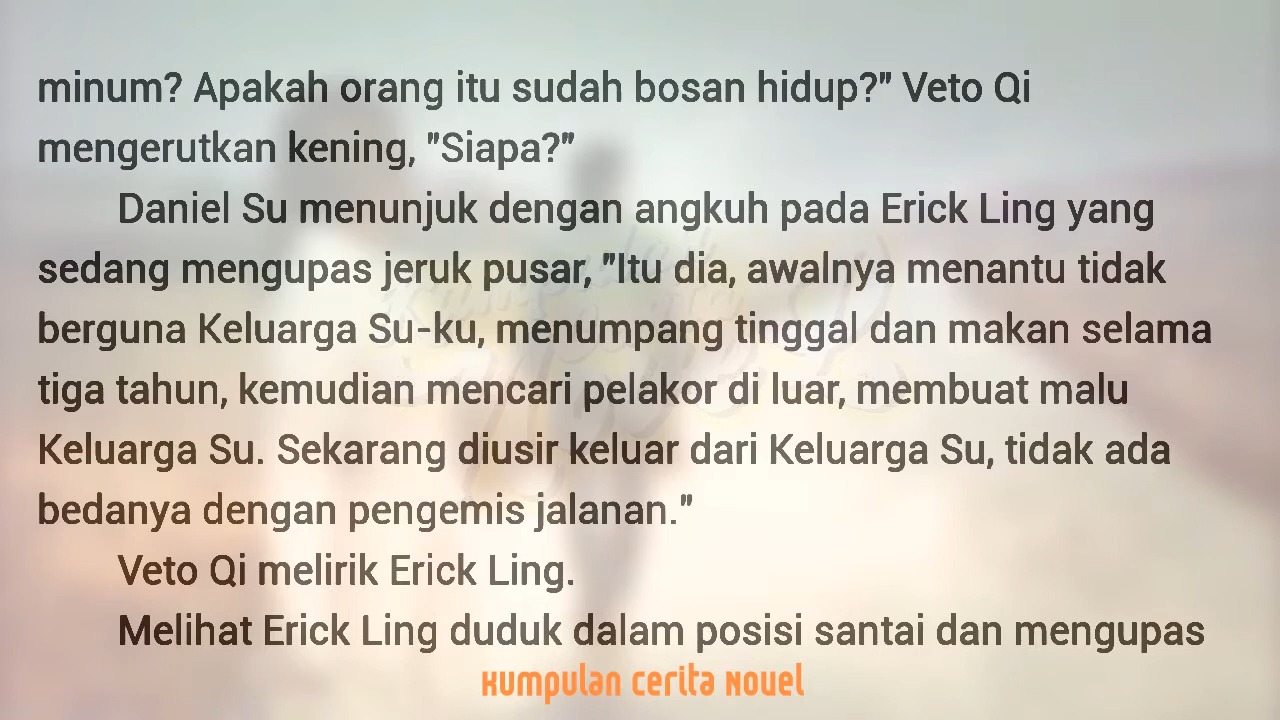 minum? Apakah orang itu sudah bosan hidup?" Veto Qi
mengerutkan kening, "Siapa?"
Daniel Su menunjuk dengan angkuh pada Erick Ling yang
sedang mengupas jeruk pusar, "Itu dia, awalnya menantu tidak
berguna Keluarga Su-ku, menumpang tinggal dan makan selama
tiga tahun, kemudian mencari pelakor di luar, membuat malu
Keluarga Su. Sekarang diusir keluar dari Keluarga Su, tidak ada
bedanya dengan pengemis jalanan."
Veto Qi melirik Erick Ling.
Melihat Erick Ling duduk dalam posisi santai dan mengupas
Kumpulan Cerita Novel